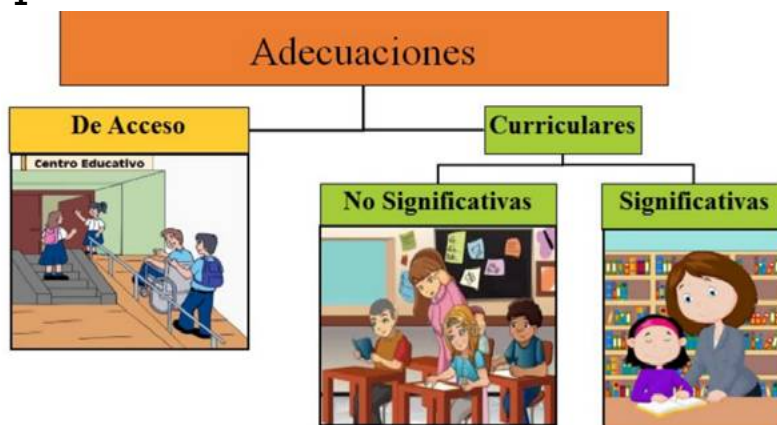 Adecuaciones
De Acceso
Curriculares
Centro Educativo
No Significativas
Significativas